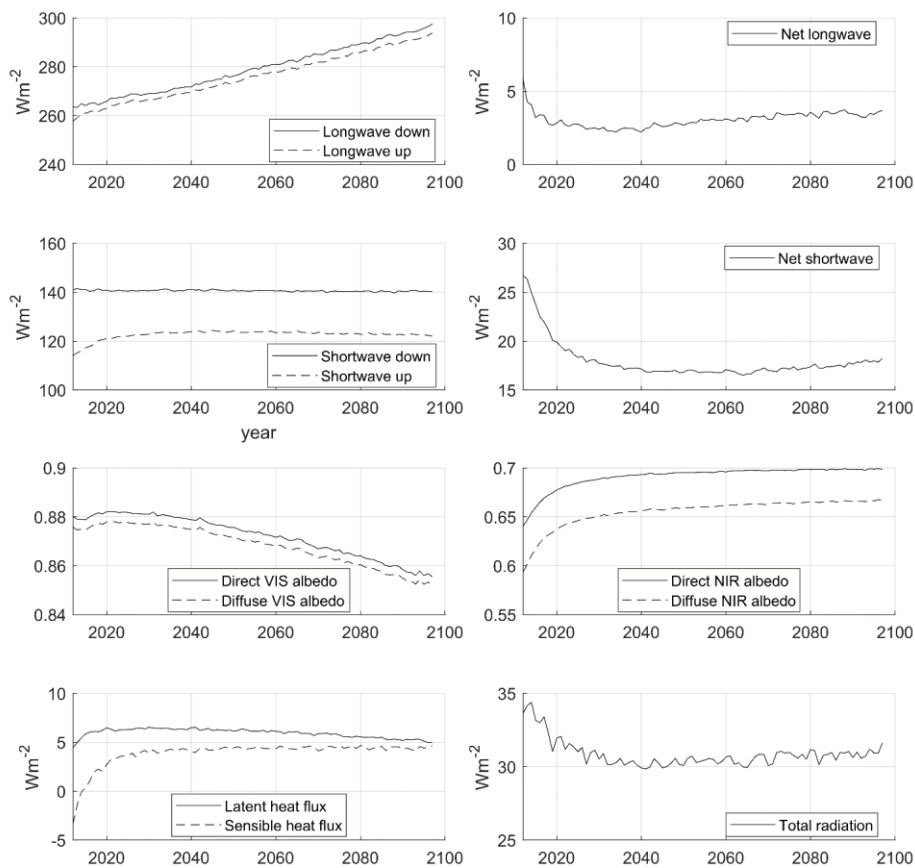 300
280
260
240
Wm-2
Longwave down
Longwave up
2020 2040 2060 2080 2100
10
5
0
Wm-2
Net longwave
2020 2040 2060 2080 2100
160
140
120
100
Wm-2
Shortwave down
Shortwave up
2020 2040 2060 2080 2100
year
30
25
20
15
Wm-2
Net shortwave
2020 2040 2060 2080 2100
0.9
0.88
0.86
0.84
Direct VIS albedo
Diffuse VIS albedo
2020 2040 2060 2080 2100
0.7
0.65
0.6
0.55
Direct NIR albedo
Diffuse NIR albedo
2020 2040 2060 2080 2100
10
5
0
-5
Wm-2
Latent heat flux
Sensible heat flux
2020 2040 2060 2080 2100
35
30
25
Wm-2
Total radiation
2020 2040 2060 2080 2100